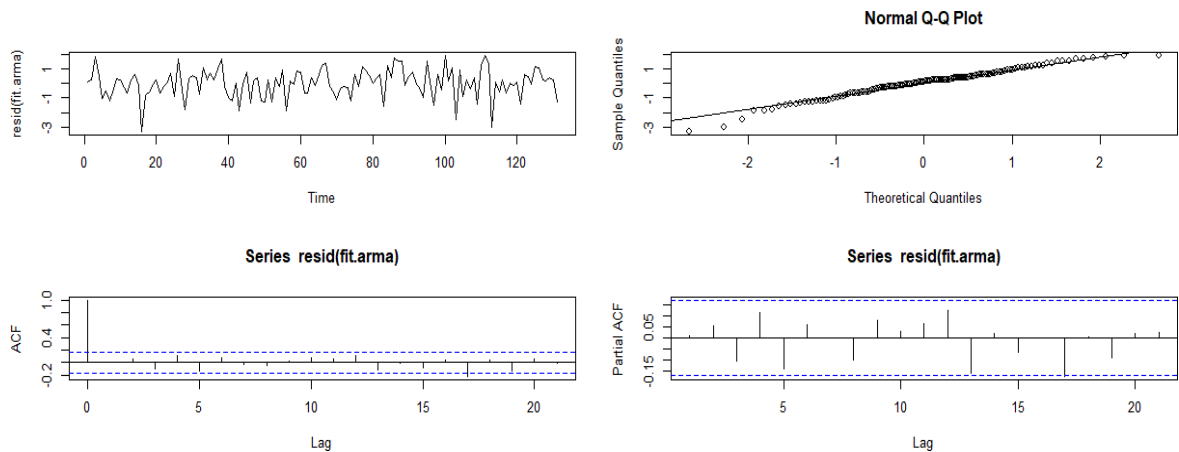 resid(fit.arma)
1
-1
-3
0 20 40 60 80 100 120
Time
Normal Q-Q Plot
Sample Quantiles
1
-1
-3
-2 -1 0 1 2
Theoretical Quantiles
Series resid(fit.arma)
ACF
1.0
0.4
-0.2
0 5 10 15 20
Lag
Series resid(fit.arma)
Partial ACF
0.05
-0.15
5 10 15 20
Lag